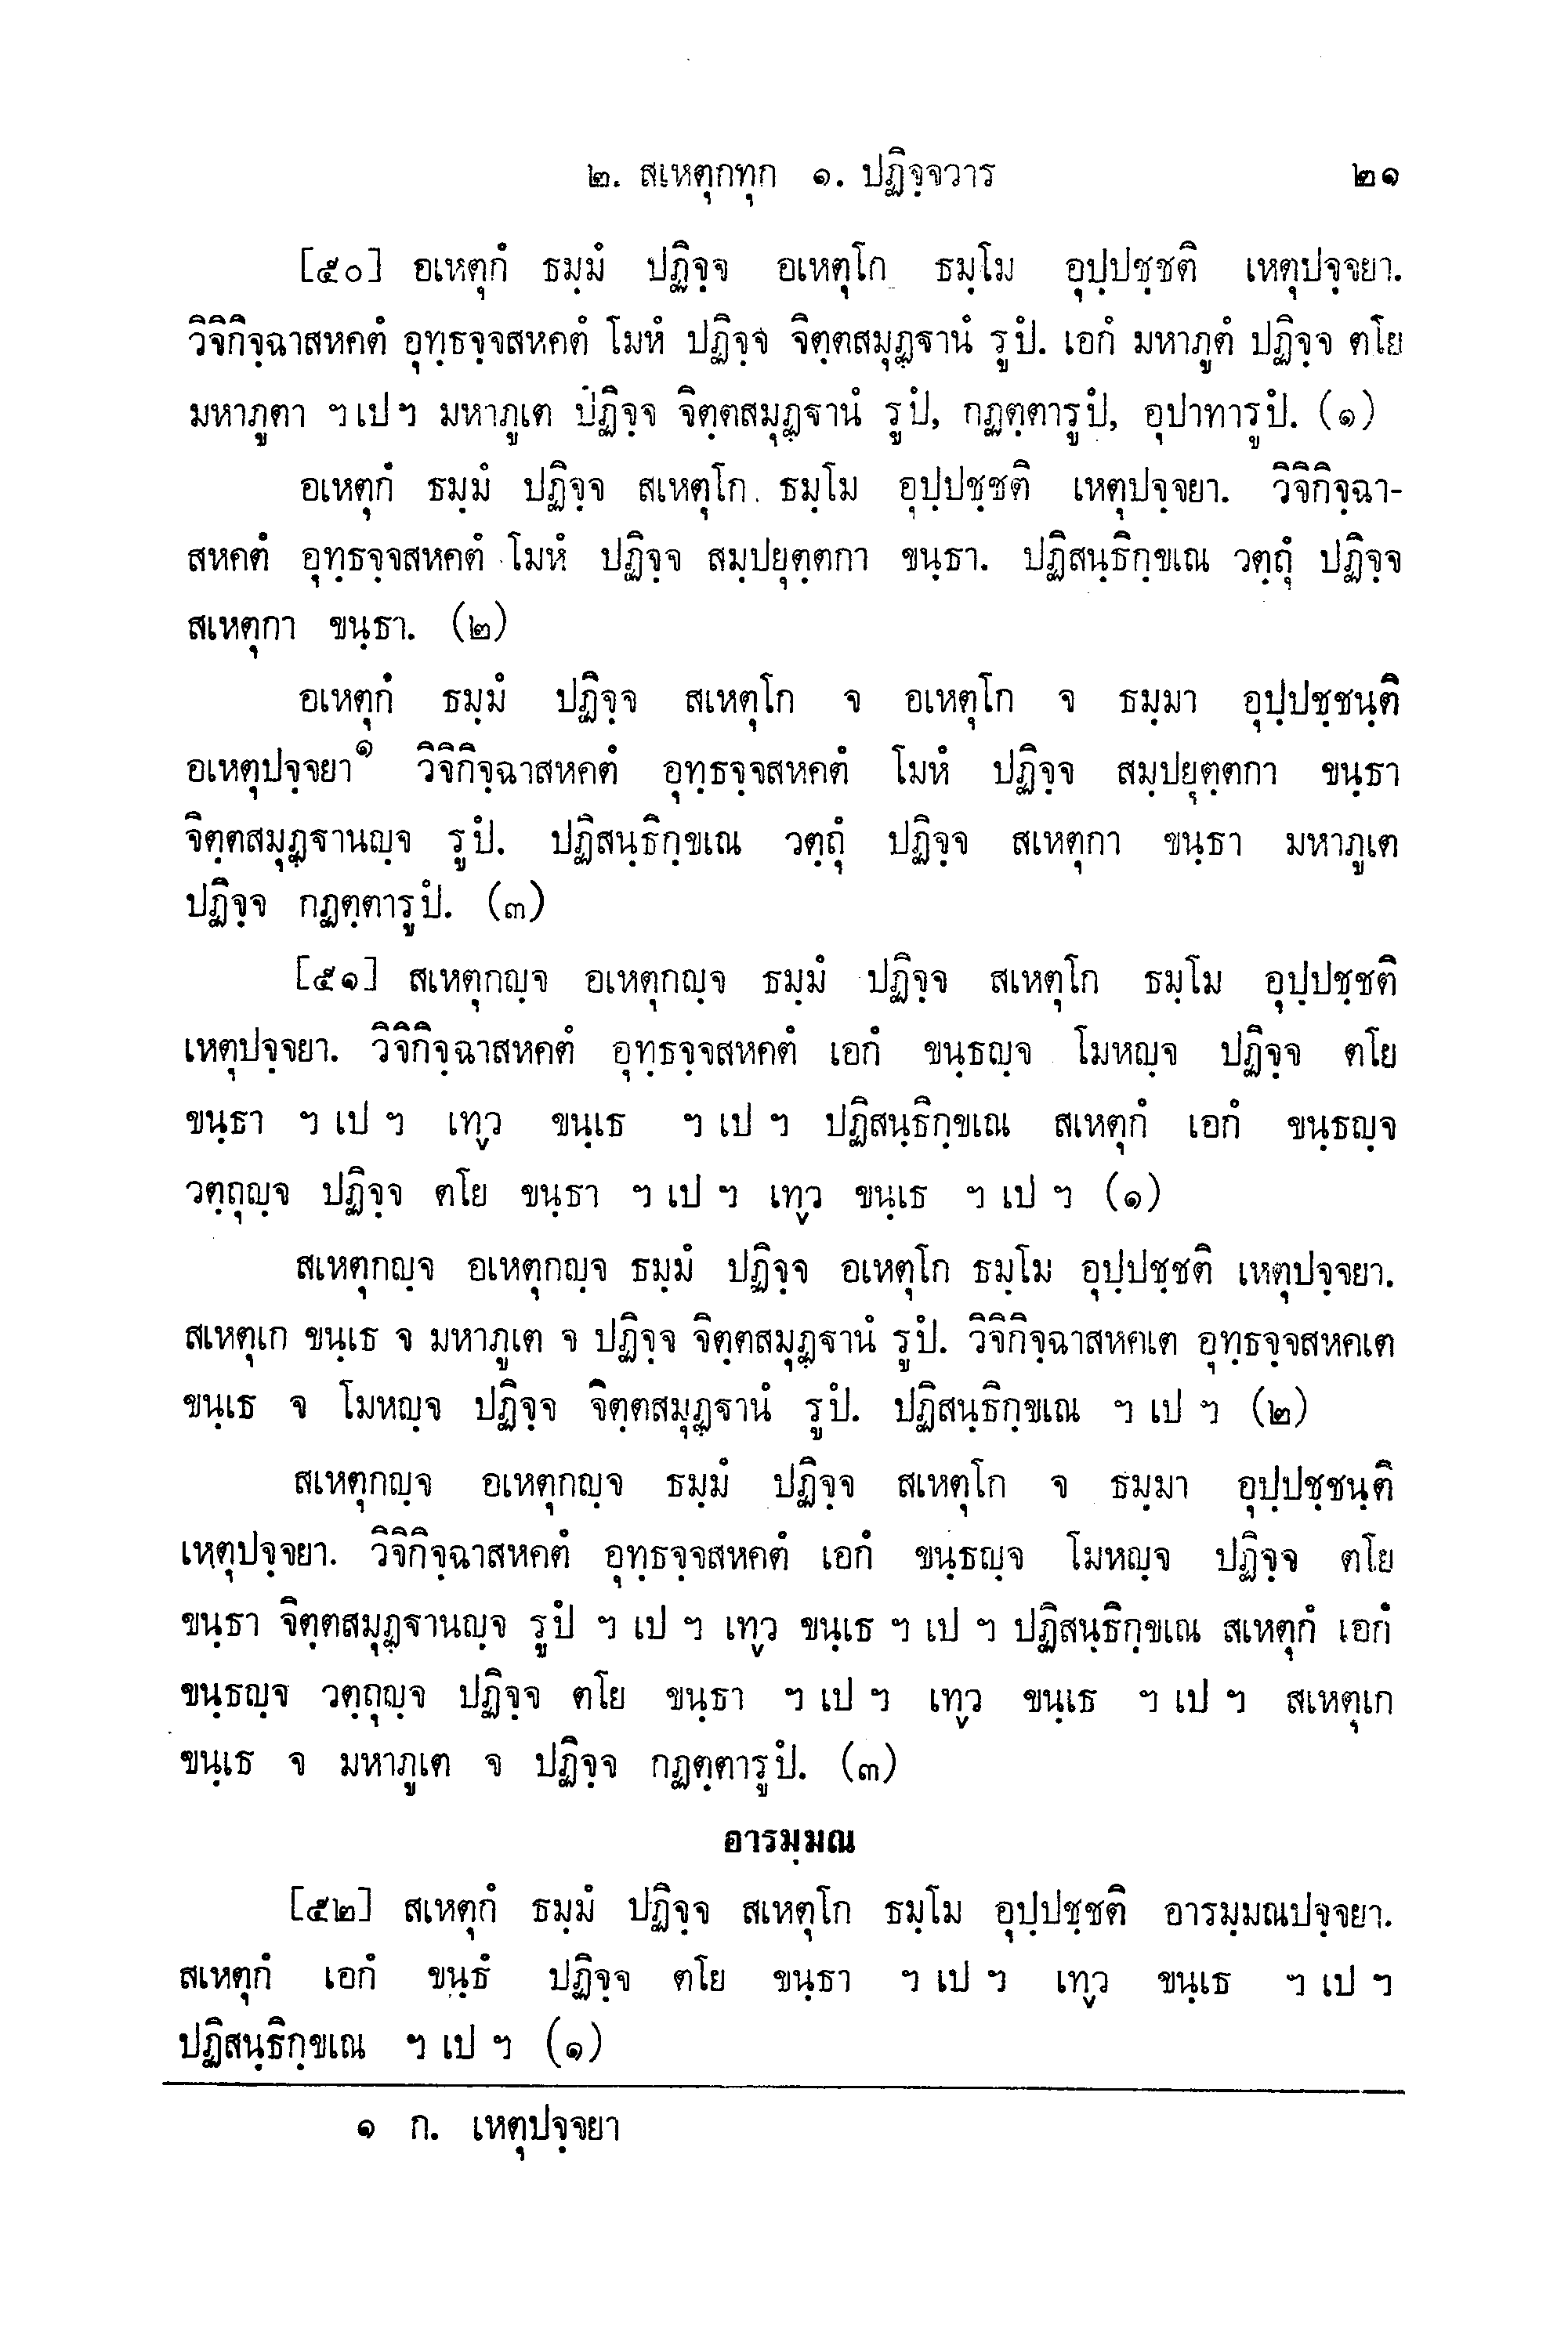 ๒. สเหตุกทุก ๑. ปฏิจฺจวาร ๒๑
[๕๐] อเหตุกํ ธมฺมํ ปฏิจฺจ อเหตุโก ธมฺโม อุปฺปชฺชติ เหตุปจฺจยา.
วิจิกิจฺฉาสหคตํ อุทฺธจฺจสหคตํ โมหํ ปฏิจฺจ จิตฺตสมุฏฺฐานํ รูปํ. เอกํ มหาภูตํ ปฏิจฺจ ตโย
มหาภูตา ฯ เป ฯ มหาภูเต ปฏิจฺจ จิตฺตสมุฏฺฐานํ รูปํ, กฏตฺตารูปํ, อุปาทารูปํ. (๑)
อเหตุกํ ธมฺมํ ปฏิจฺจ สเหตุโก ธมฺโม อุปฺปชฺชติ เหตุปจฺจยา. วิจิกิจฺฉา-
สหคตํ อุทฺธจฺจสหคตํ โมหํ ปฏิจฺจ สมฺปยุตฺตกา ขนฺธา. ปฏิสนฺธิกฺขเณ วตฺถุํ ปฏิจฺจ
สเหตุกา ขนฺธา. (๒)
อเหตุกํ ธมฺมํ ปฏิจฺจ สเหตุโก จ อเหตุโก จ ธมฺมา อุปฺปชฺชนฺติ
อเหตุปจฺจยา๑ วิจิกิจฺฉาสหคตํ อุทฺธจฺจสหคตํ โมหํ ปฏิจฺจ สมฺปยุตฺตกา ขนฺธา
จิตฺตสมุฏฺฐานญฺจ รูปํ. ปฏิสนฺธิกฺขเณ วตฺถุํ ปฏิจฺจ สเหตุกา ขนฺธา มหาภูเต
ปฏิจฺจ กฏตฺตารูปํ. (๓)
[๕๑] สเหตุกญฺจ อเหตุกญฺจ ธมฺมํ ปฏิจฺจ สเหตุโก ธมฺโม อุปฺปชฺชติ
เหตุปจฺจยา. วิจิกิจฺฉาสหคตํ อุทฺธจฺจสหคตํ เอกํ ขนฺธญฺจ โมหญฺจ ปฏิจฺจ ตโย
ขนฺธา ฯ เป ฯ เทฺว ขนฺเธ ฯ เป ฯ ปฏิสนฺธิกฺขเณ สเหตุกํ เอกํ ขนฺธญฺจ
วตฺถุญฺจ ปฏิจฺจ ตโย ขนฺธา ฯ เป ฯ เทฺว ขนฺเธ ฯ เป ฯ (๑)
สเหตุกญฺจ อเหตุกญฺจ ธมฺมํ ปฏิจฺจ อเหตุโก ธมฺโม อุปฺปชฺชติ เหตุปจฺจยา.
สเหตุเก ขนฺเธ จ มหาภูเต จ ปฏิจฺจ จิตฺตสมุฏฺฐานํ รูปํ. วิจิกิจฺฉาสหคเต อุทฺธจฺจสหคเต
ขนฺเธ จ โมหญฺจ ปฏิจฺจ จิตฺตสมุฏฺฐานํ รูปํ. ปฏิสนฺธิกฺขเณ ฯ เป ฯ (๒)
สเหตุกญฺจ อเหตุกญฺจ ธมฺมํ ปฏิจฺจ สเหตุโก จ ธมฺมา อุปฺปชฺชนฺติ
เหตุปจฺจยา. วิจิกิจฺฉาสหคตํ อุทฺธจฺจสหคตํ เอกํ ขนฺธญฺจ โมหญฺจ ปฏิจฺจ ตโย
ขนฺธา จิตฺตสมุฏฺฐานญฺจ รูปํ ฯ เป ฯ เทฺว ขนฺเธ ฯ เป ฯ ปฏิสนฺธิกฺขเณ สเหตุกํ เอกํ
ขนฺธญฺจ วตฺถุญฺจ ปฏิจฺจ ตโย ขนฺธา ฯ เป ฯ เทฺว ขนฺเธ ฯ เป ฯ สเหตุเก
ขนฺเธ จ มหาภูเต จ ปฏิจฺจ กฏตฺตารูปํ. (๓)
อารมฺมณ
[๕๒] สเหตุกํ ธมฺมํ ปฏิจฺจ สเหตุโก ธมฺโม อุปฺปชฺชติ อารมฺมณปจฺจยา.
สเหตุกํ เอกํ ขนฺธํ ปฏิจฺจ ตโย ขนฺธา ฯ เป ฯ เทฺว ขนฺเธ ฯ เป ฯ
ปฏิสนฺธิกฺขเณ ฯ เป ฯ (๑)
๑ ก. เหตุปจฺจยา